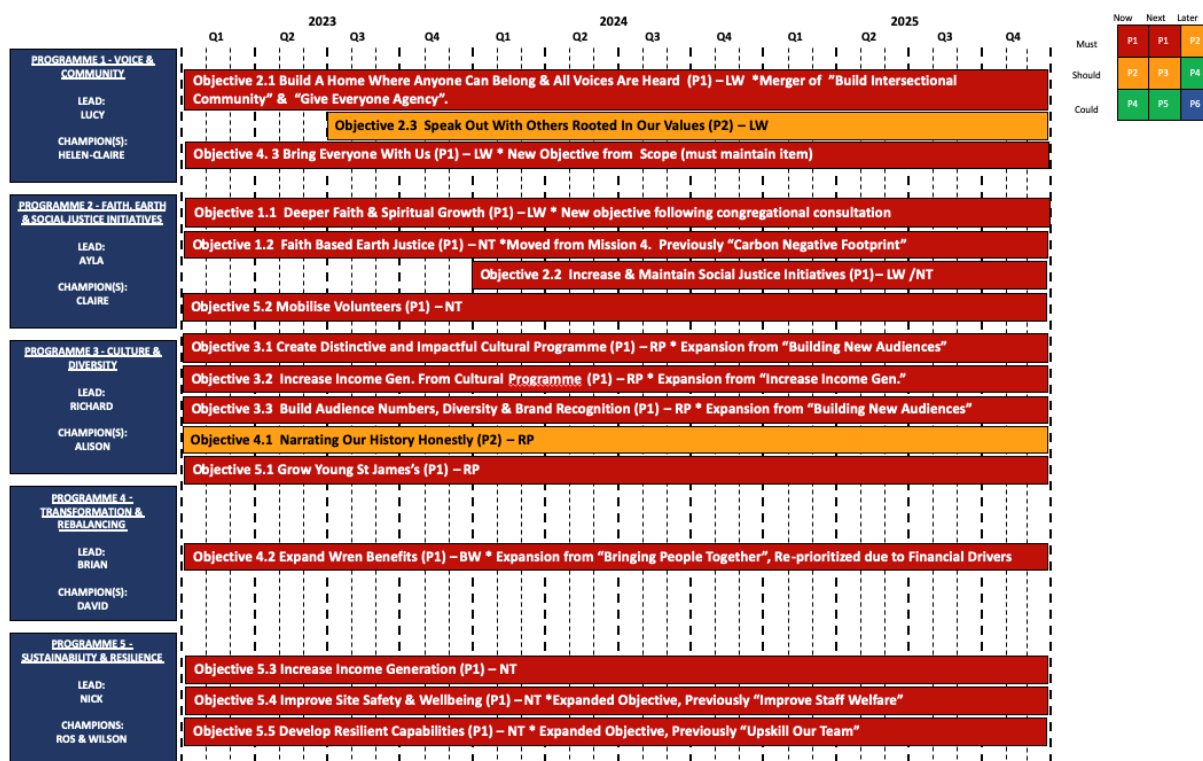 2023 2024 2025
Q1 Q2 Q3 Q4 Q1 Q2 Q3 Q4 Q1 Q2 Q3 Q4
Now Next Later
Must P1 P1 P2
Should P2 P3 P4
Could P4 P5 P6
PROGRAMME 1 - VOICE &
COMMUNITY
LEAD:
LUCY
CHAMPION(S):
HELEN-CLAIRE
Objective 2.1 Build A Home Where Anyone Can Belong & All Voices Are Heard (P1) – LW *Merger of "Build Intersectional
Community" & "Give Everyone Agency".
Objective 2.3 Speak Out With Others Rooted In Our Values (P2) – LW
Objective 4. 3 Bring Everyone With Us (P1) – LW * New Objective from Scope (must maintain item)
PROGRAMME 2 - FAITH, EARTH
& SOCIAL JUSTICE INITIATIVES
LEAD:
AYLA
CHAMPION(S):
CLAIRE
Objective 1.1 Deeper Faith & Spiritual Growth (P1) – LW * New objective following congregational consultation
Objective 1.2 Faith Based Earth Justice (P1) – NT *Moved from Mission 4. Previously "Carbon Negative Footprint"
Objective 2.2 Increase & Maintain Social Justice Initiatives (P1)– LW /NT
Objective 5.2 Mobilise Volunteers (P1) – NT
PROGRAMME 3 - CULTURE &
DIVERSITY
LEAD:
RICHARD
CHAMPION(S):
ALISON
Objective 3.1 Create Distinctive and Impactful Cultural Programme (P1) – RP * Expansion from "Building New Audiences"
Objective 3.2 Increase Income Gen. From Cultural Programme (P1) – RP * Expansion from "Increase Income Gen."
Objective 3.3 Build Audience Numbers, Diversity & Brand Recognition (P1) – RP * Expansion from "Building New Audiences"
Objective 4.1 Narrating Our History Honestly (P2) – RP
Objective 5.1 Grow Young St James's (P1) – RP
PROGRAMME 4 -
TRANSFORMATION &
REBALANCING
LEAD:
BRIAN
CHAMPION(S):
DAVID
Objective 4.2 Expand Wren Benefits (P1) – BW * Expansion from "Bringing People Together", Re-prioritized due to Financial Drivers
PROGRAMME 5 -
SUSTAINABILITY & RESILIENCE
LEAD:
NICK
CHAMPIONS:
ROS & WILSON
Objective 5.3 Increase Income Generation (P1) – NT
Objective 5.4 Improve Site Safety & Wellbeing (P1) – NT *Expanded Objective, Previously "Improve Staff Welfare"
Objective 5.5 Develop Resilient Capabilities (P1) – NT * Expanded Objective, Previously "Upskill Our Team"